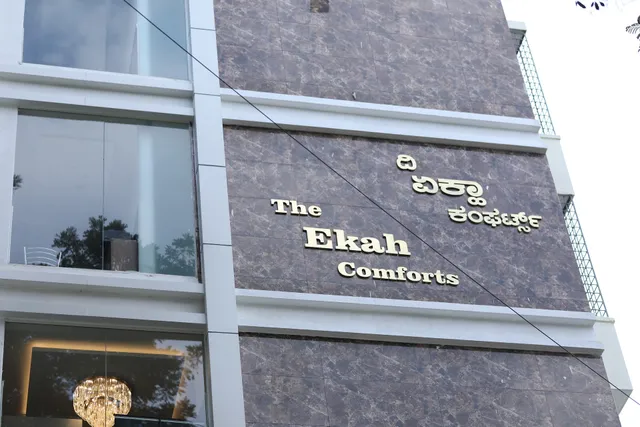 ದಿ
ಏಕ್ಹಾ
ಕಂಫರ್ಟ್ಸ್
The
Ekah
Comforts